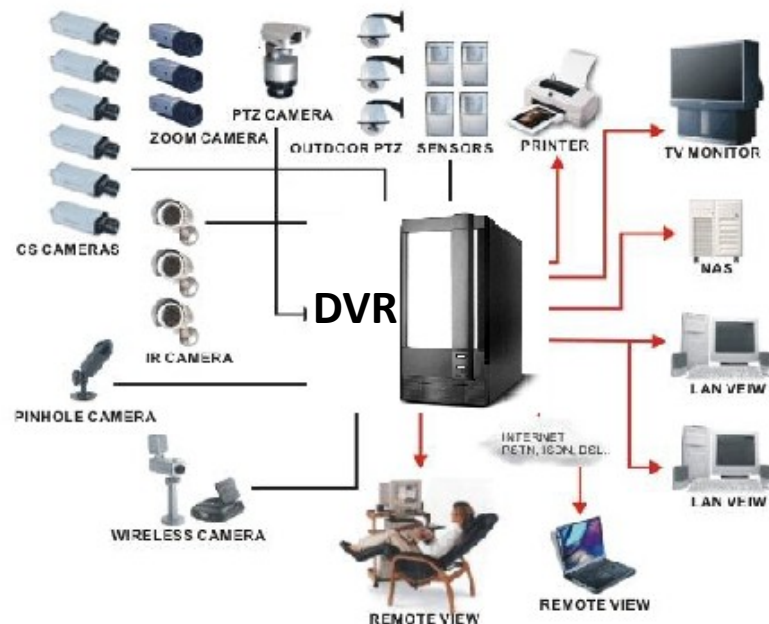 PTZ CAMERA
ZOOM CAMERA
OUTDOOR PTZ
SENSORS
PRINTER
TV MONITOR
CS CAMERAS
NAS
DVR
IR CAMERA
LAN VEIW
PINHOLE CAMERA
INTERNET
PSTN, ISDN, DSL..
LAN VEIW
WIRELESS CAMERA
REMOTE VIEW
REMOTE VIEW